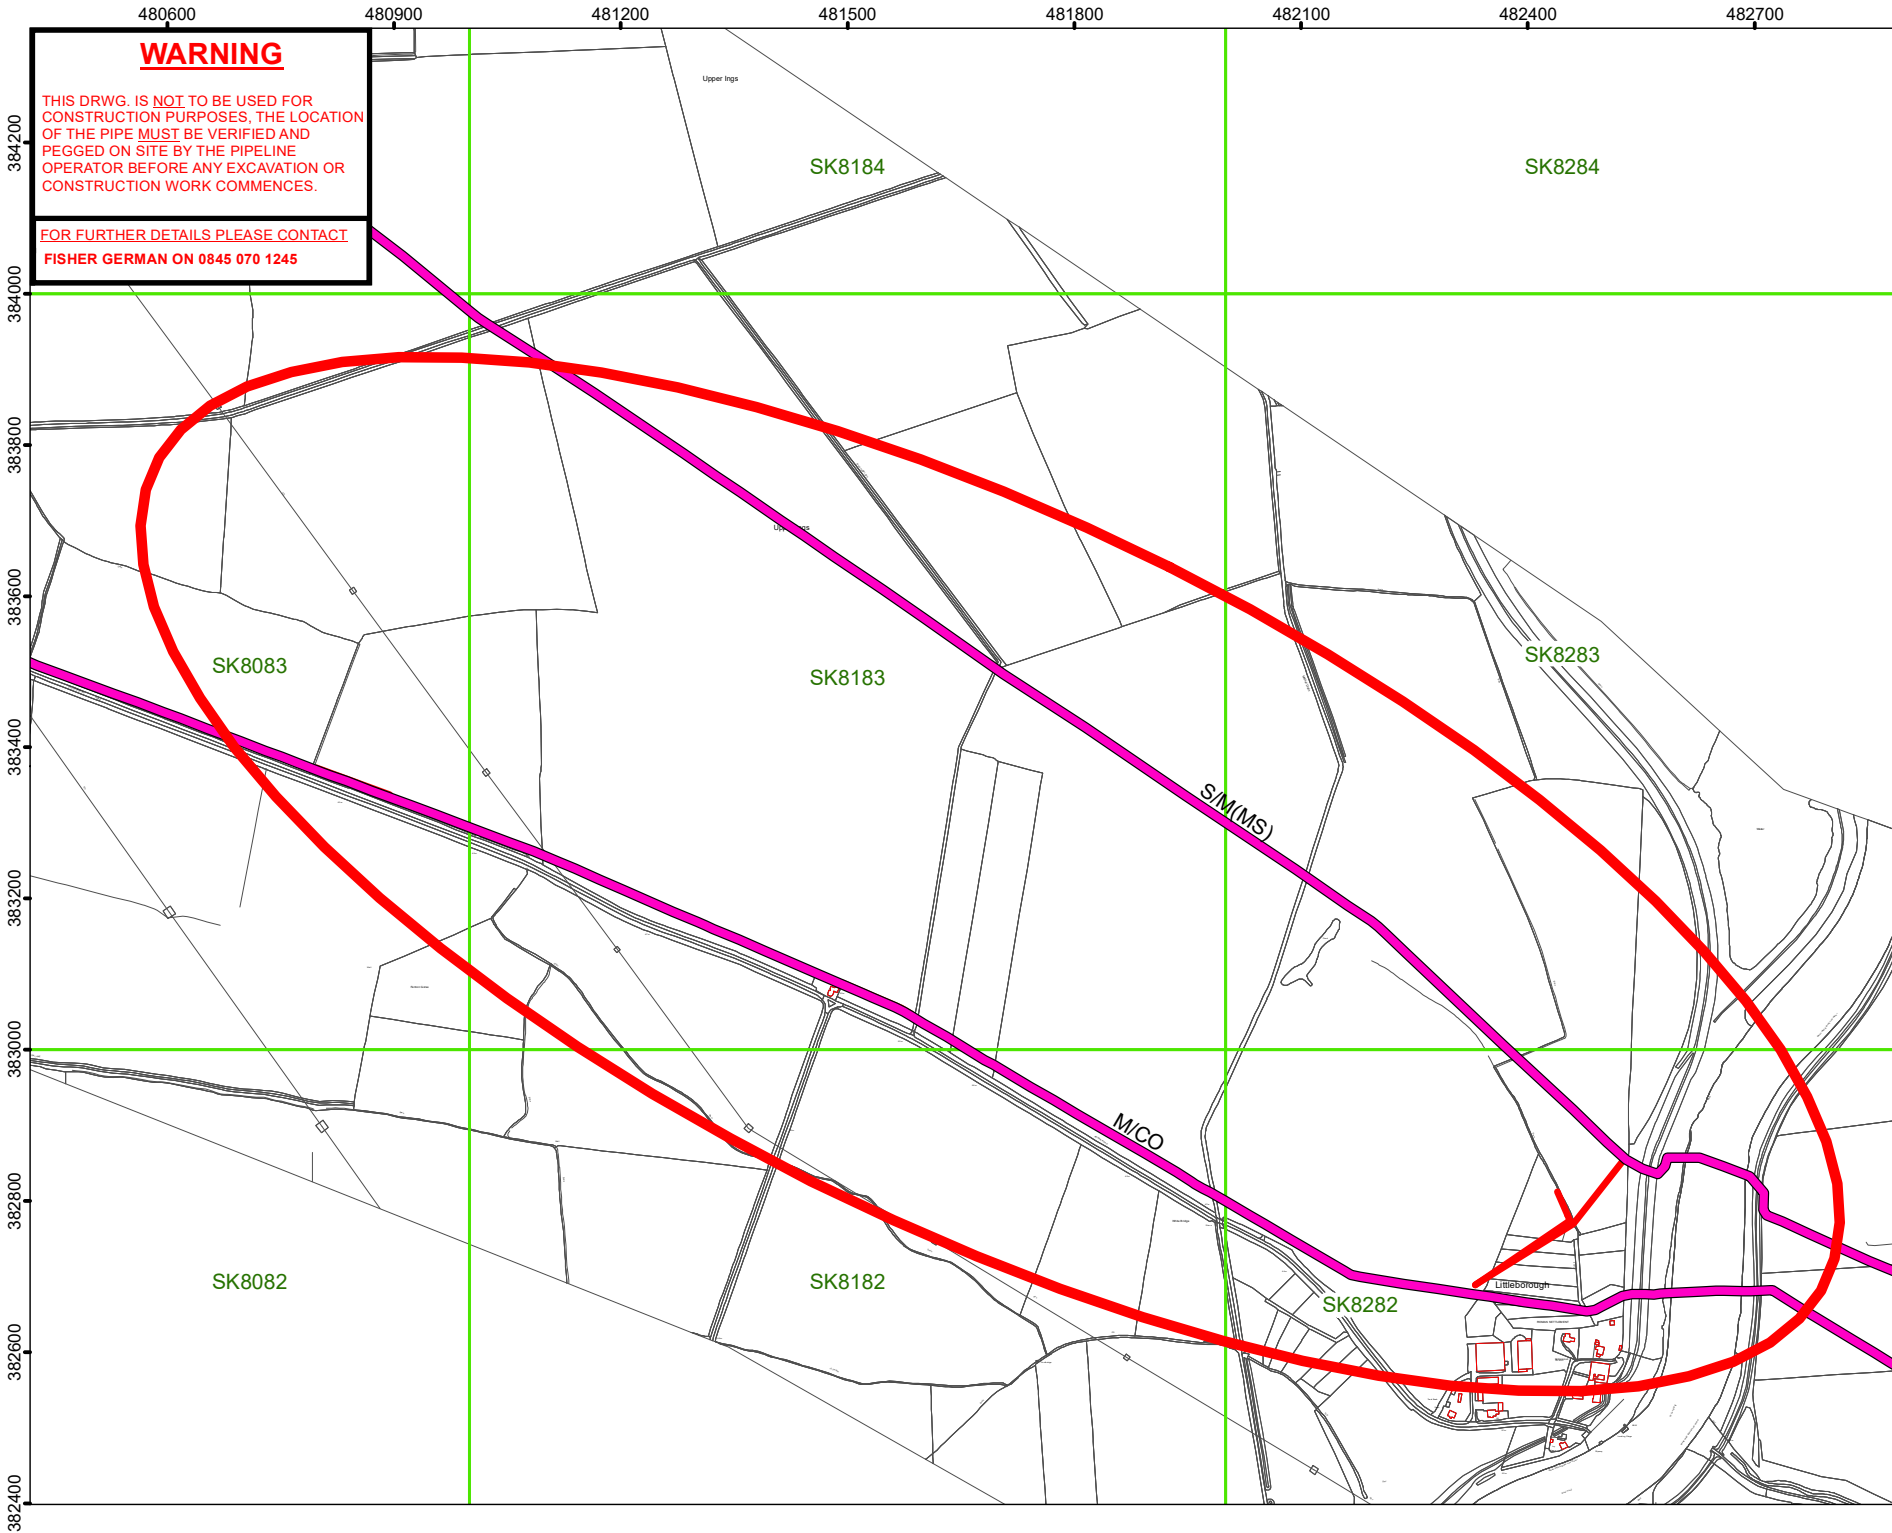 480600 480900 481200 481500 481800 482100 482400 482700
WARNING
THIS DRWG. IS NOT TO BE USED FOR
CONSTRUCTION PURPOSES, THE LOCATION
OF THE PIPE MUST BE VERIFIED AND
PEGGED ON SITE BY THE PIPELINE
OPERATOR BEFORE ANY EXCAVATION OR
CONSTRUCTION WORK COMMENCES.
FOR FURTHER DETAILS PLEASE CONTACT
FISHER GERMAN ON 0845 070 1245
Upper Ings
384200
SK8184
SK8284
384000
383800
383600
SK8083
SK8183
SK8283
383400
S/M(MS)
383200
383000
M/CO
382800
SK8082
SK8182
SK8282
Littleborough
382600
382400